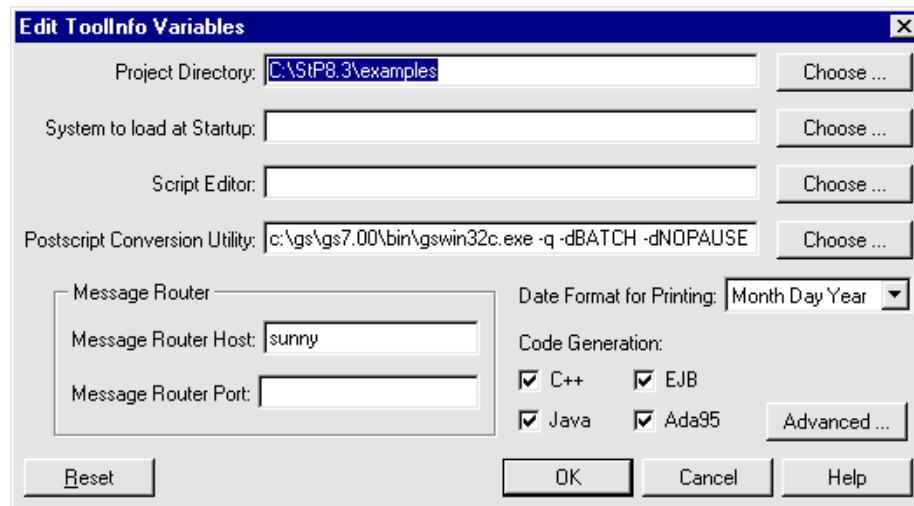 Edit ToolInfo Variables
Project Directory: C:\StP8.3\examples Choose ...
System to load at Startup: Choose ...
Script Editor: Choose ...
Postscript Conversion Utility: c:\gs\gs7.00\bin\gswin32c.exe -q -dBATCH -dNOPAUSE Choose ...
Message Router
Message Router Host: sunny
Message Router Port:
Date Format for Printing: Month Day Year
Code Generation:
C++ EJB
Java Ada95 Advanced ...
Reset OK Cancel Help